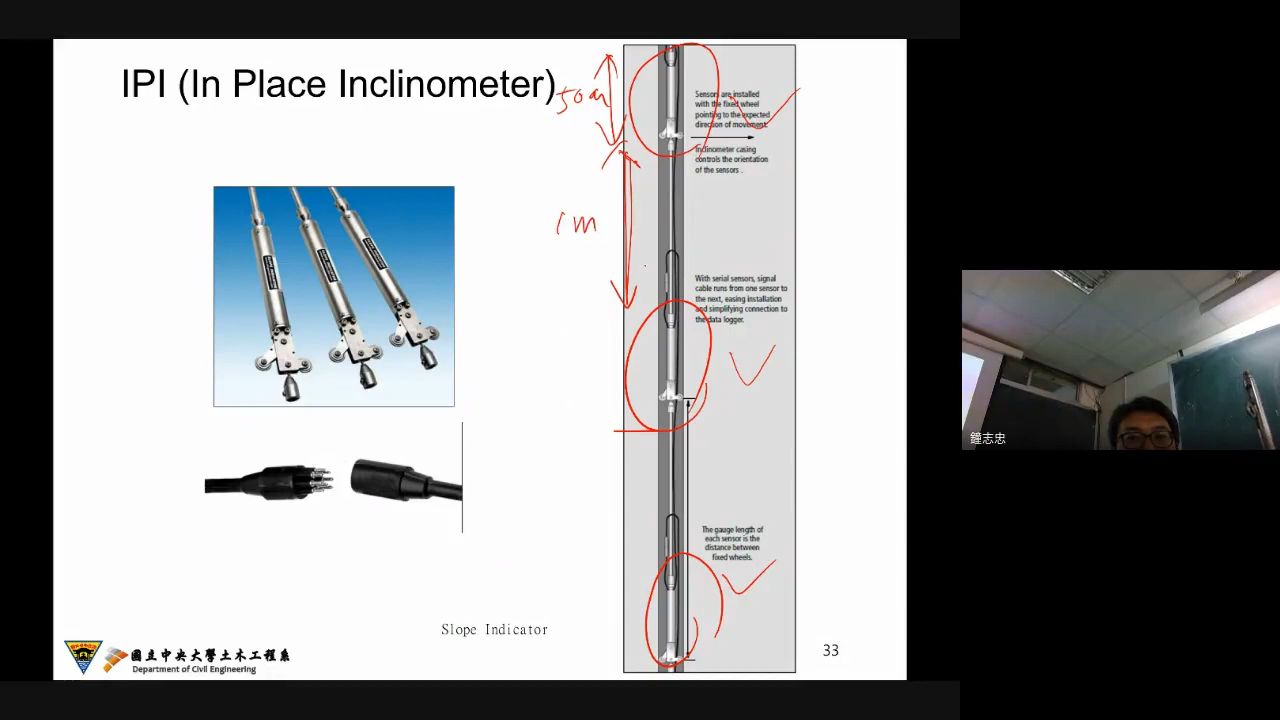 IPI (In Place Inclinometer)
50cm
1m
Sensors are installed
with the fixed wheel
pointing to the expected
direction of movement.
Inclinometer casing
controls the orientation
of the sensors .
With serial sensors, signal
cable runs from one sensor to
the next, easing installation
and simplifying connection to
the data logger.
The gauge length of
each sensor is the
distance between
fixed wheels.
Slope Indicator
國立中央大學土木工程系
Department of Civil Engineering
33
鐘志忠